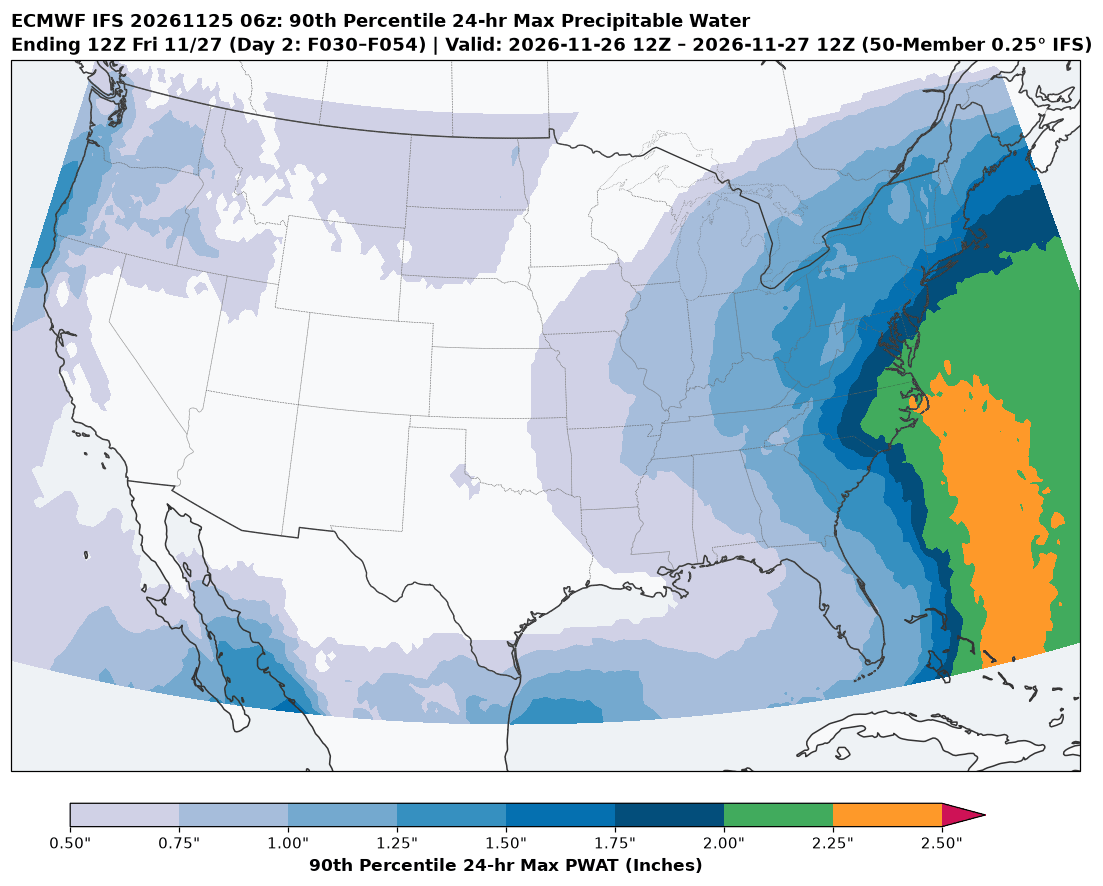 ECMWF IFS 20261125 06z: 90th Percentile 24-hr Max Precipitable Water
Ending 12Z Fri 11/27 (Day 2: F030–F054) | Valid: 2026-11-26 12Z – 2026-11-27 12Z (50-Member 0.25° IFS)
0.50" 0.75" 1.00" 1.25" 1.50" 1.75" 2.00" 2.25" 2.50"
90th Percentile 24-hr Max PWAT (Inches)